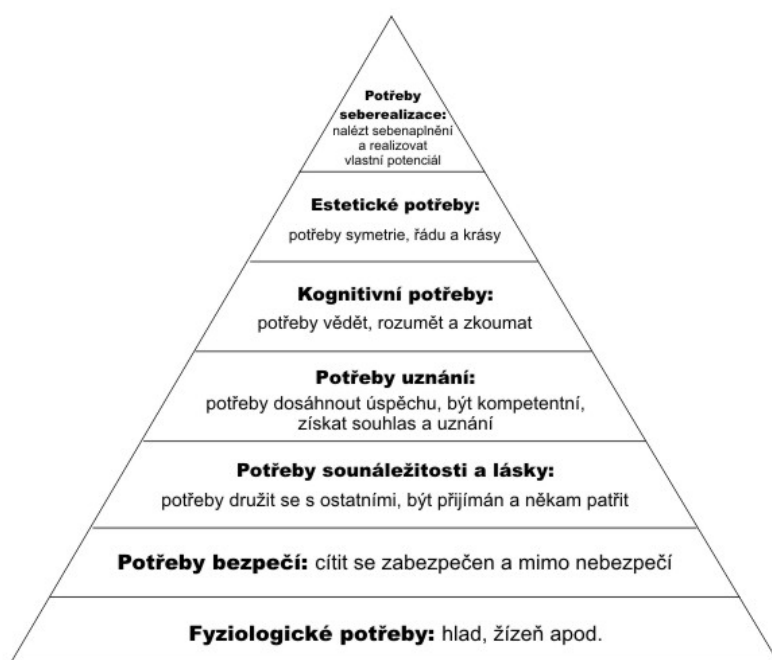 Potřeby
seberealizace:
nalézt sebenaplnění
a realizovat
vlastní potenciál
Estetické potřeby:
potřeby symetrie, řádu a krásy
Kognitivní potřeby:
potřeby vědět, rozumět a zkoumat
Potřeby uznání:
potřeby dosáhnout úspěchu, být kompetentní,
získat souhlas a uznání
Potřeby sounáležitosti a lásky:
potřeby družit se s ostatními, být přijímán a někam patřit
Potřeby bezpečí: cítit se zabezpečen a mimo nebezpečí
Fyziologické potřeby: hlad, žízeň apod.